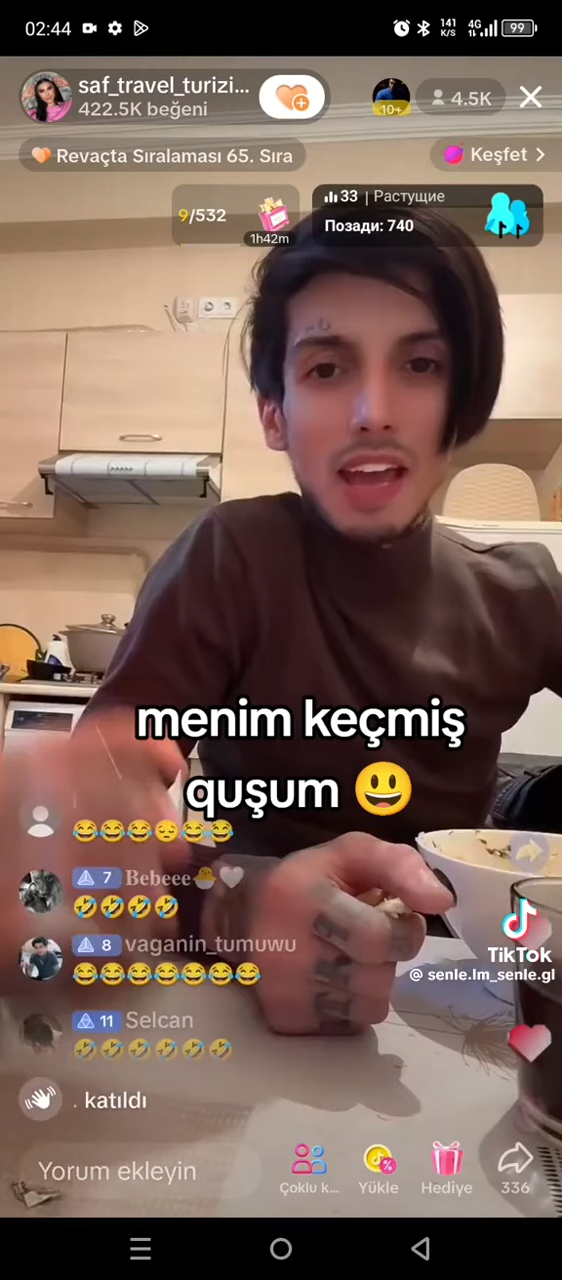 02:44
141
K/S
4G
99
saf_travel_turizi...
422.5K beğeni
10+
4.5K
Revaçta Sıralaması 65. Sıra
Keşfet >
9/532
1h42m
33 | Растущие
Позади: 740
menim keçmiş
quşum 😃
😂😂😂😔😂😂
7 Bebeee🐣🤍
🤣🤣🤣🤣
8 vaganin_tumuwu
😂😂😂😂😂😂😂
11 Selcan
🤣🤣🤣🤣🤣🤣
. katıldı
TikTok
@ senle.lm_senle.gl
Yorum ekleyin
Çoklu k...
Yükle
Hediye
336